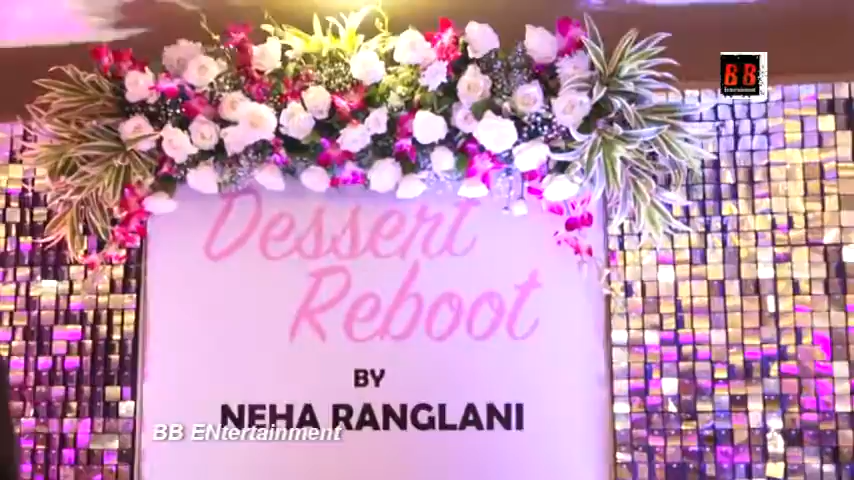 BB
Entertainment
Dessert
Reboot
BY
NEHA RANGLANI
BB ENtertainment